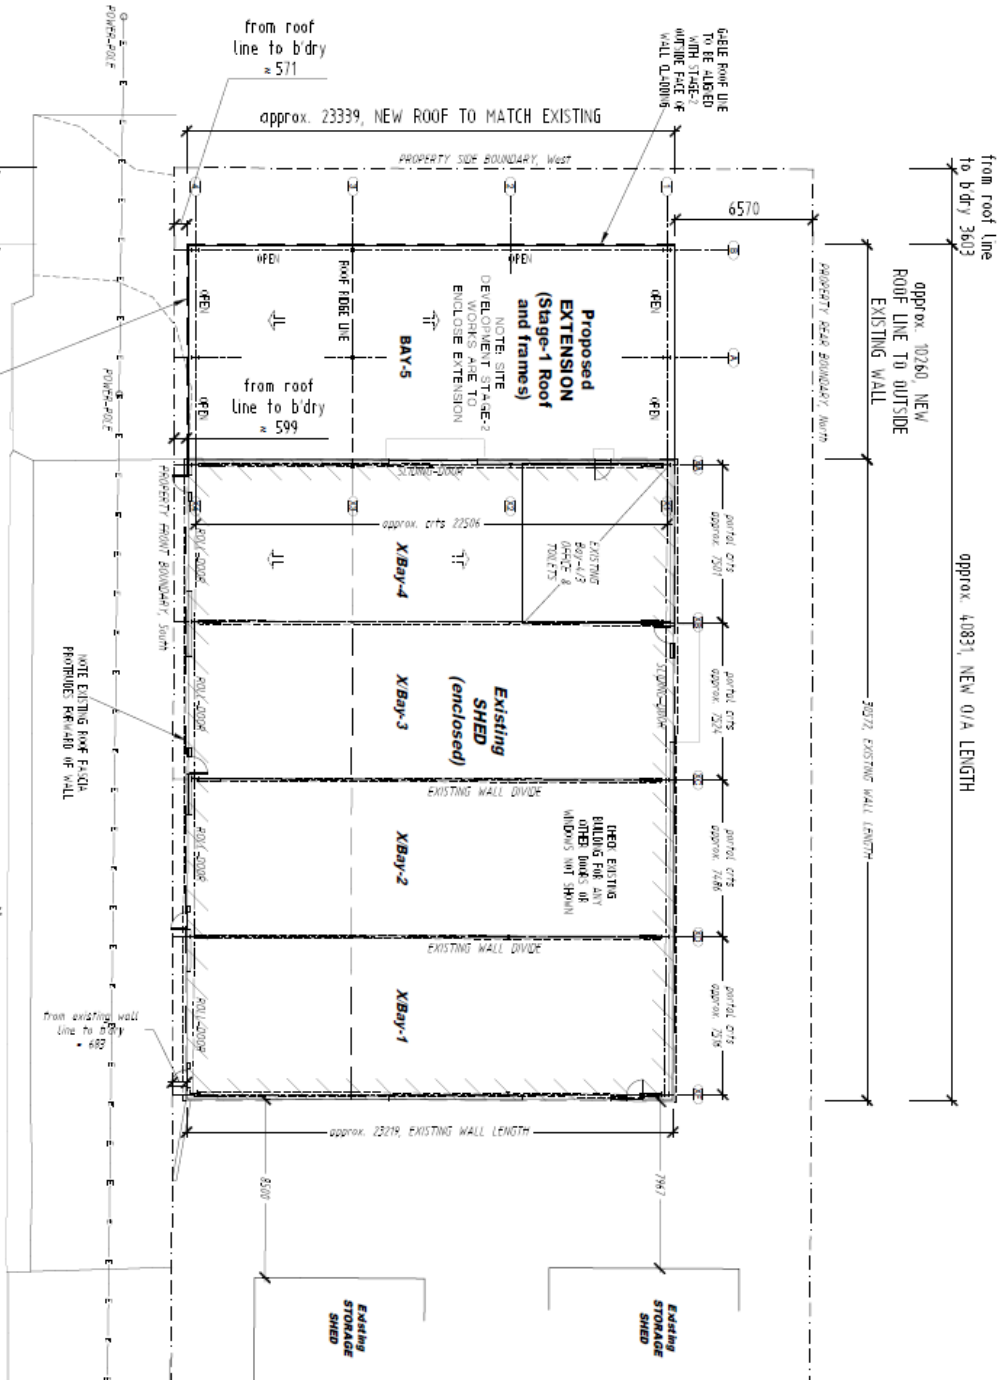 from roof
line to b'dry
≈ 571
approx. 23339, NEW ROOF TO MATCH EXISTING
GABLE ROOF LINE
TO BE ALIGNED
WITH STAGE-2
OUTSIDE FACE OF
WALL CLADDING
PROPERTY SIDE BOUNDARY, West
6570
from roof line
to b'dry 3603
approx. 10260, NEW
ROOF LINE TO OUTSIDE
EXISTING WALL
PROPERTY REAR BOUNDARY, North
POWER-POLE
POWER-POLE
4
3
2
1
B
A
OPEN
OPEN
OPEN
OPEN
OPEN
OPEN
ROOF RIDGE LINE
Proposed
EXTENSION
(Stage-1 Roof
and frames)
NOTE: SITE
DEVELOPMENT STAGE-2
WORKS ARE TO
ENCLOSE EXTENSION
BAY-5
from roof
line to b'dry
≈ 599
SLIDING-DOOR
approx. crts 22506
PROPERTY FRONT BOUNDARY, South
ROLL-DOOR
X/Bay-4
EXISTING
Bay-4/3
OFFICE &
TOILETS
portal crts
approx. 7501
approx. 40831, NEW O/A LENGTH
30572, EXISTING WALL LENGTH
NOTE EXISTING ROOF FASCIA
PROTRUDES FORWARD OF WALL
ROLL-DOOR
X/Bay-3
Existing
SHED
(enclosed)
SLIDING-DOOR
portal crts
approx. 7524
EXISTING WALL DIVIDE
ROLL-DOOR
X/Bay-2
CHECK EXISTING
BUILDING FOR ANY
OTHER DOORS OR
WINDOWS NOT SHOWN
portal crts
approx. 7486
EXISTING WALL DIVIDE
ROLL-DOOR
X/Bay-1
portal crts
from existing wall
line to b'dry
≈ 683
approx. 23219, EXISTING WALL LENGTH
8500
7967
Existing
STORAGE
SHED
Existing
STORAGE
SHED